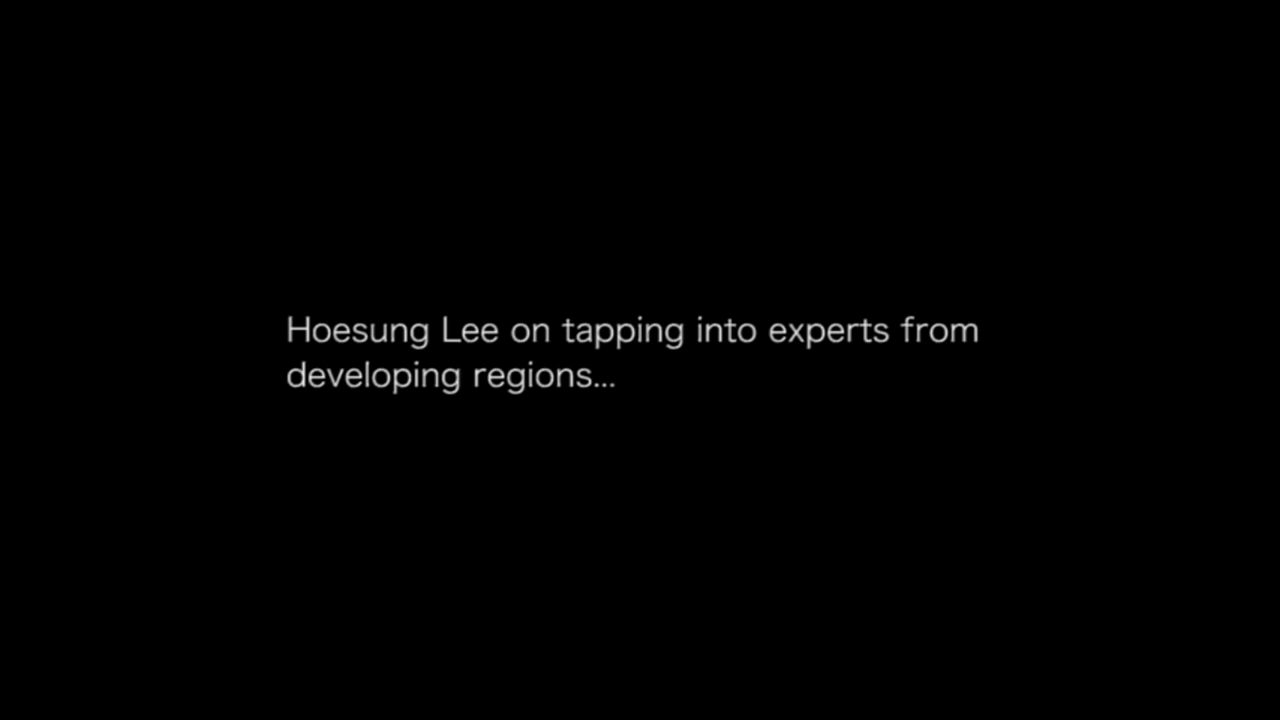 Hoesung Lee on tapping into experts from
developing regions...